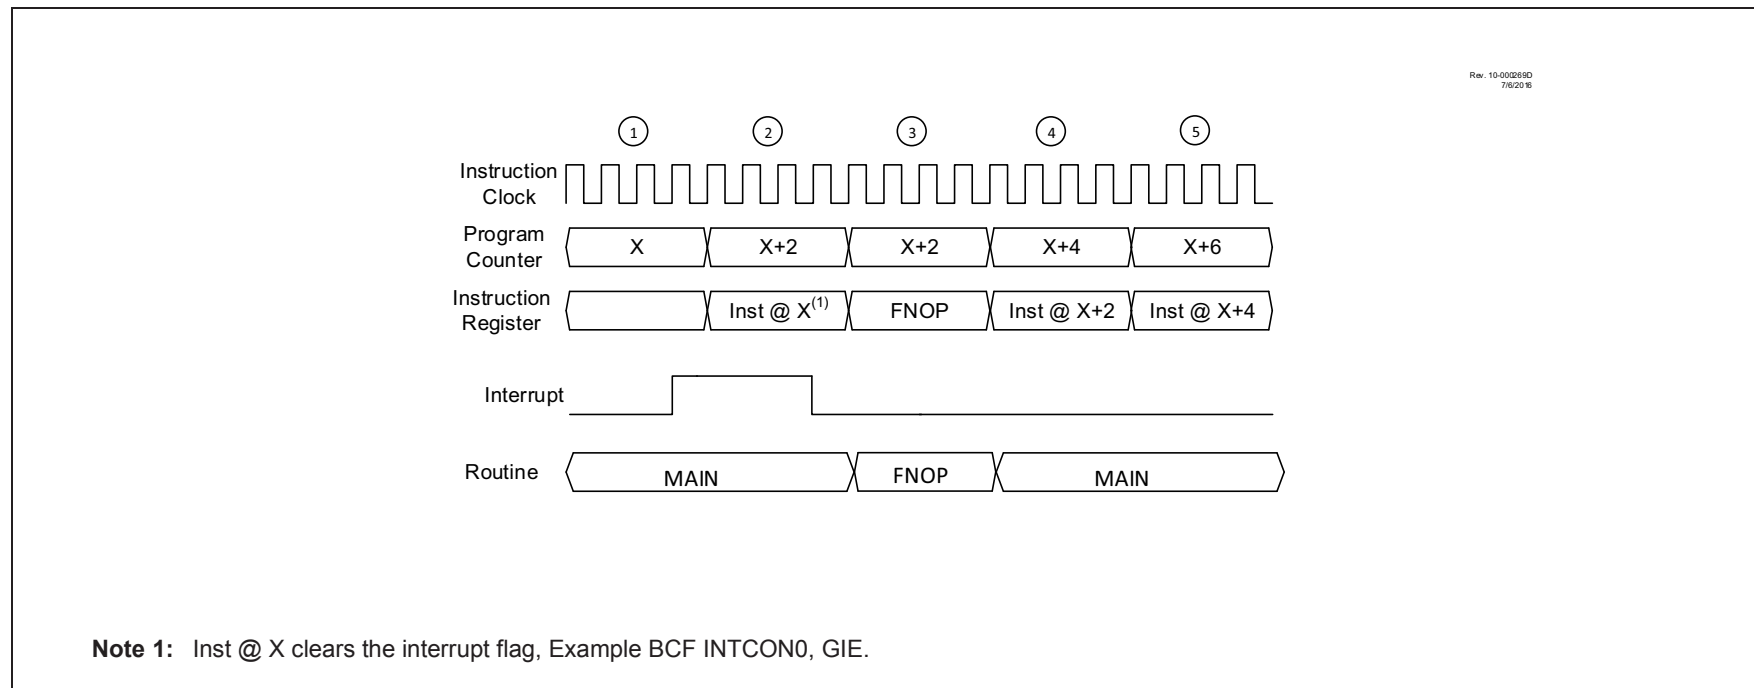 Rev. 10-000269D
7/6/2016
1 2 3 4 5
Instruction
Clock
Program
Counter
X X+2 X+2 X+4 X+6
Instruction
Register
Inst @ X(1) FNOP Inst @ X+2 Inst @ X+4
Interrupt
Routine
MAIN FNOP MAIN
Note 1: Inst @ X clears the interrupt flag, Example BCF INTCON0, GIE.